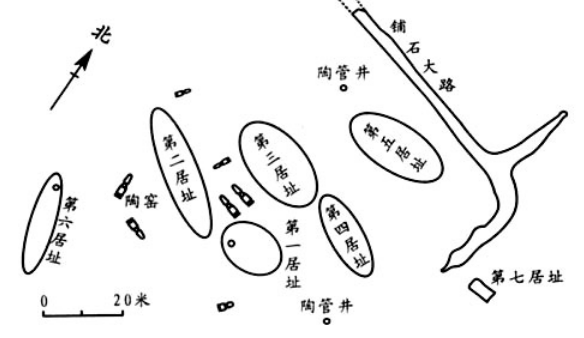 北
铺石大路
陶管井
第五居址
第三居址
第二居址
陶窑
第六居址
第四居址
第一居址
第七居址
0 20米
陶管井